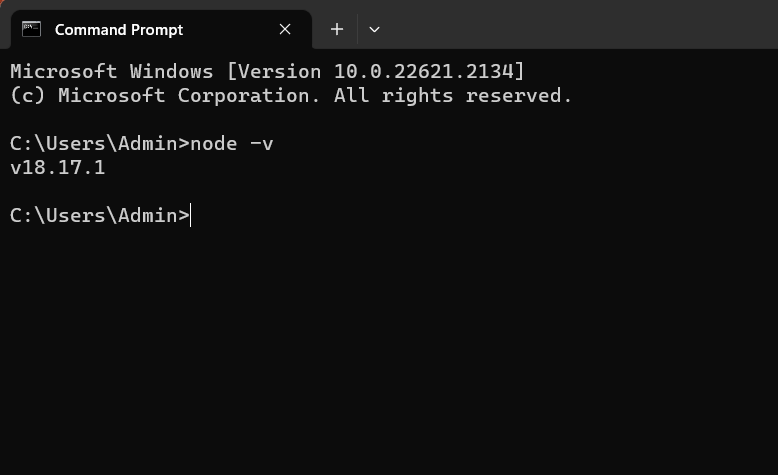 Command Prompt
Microsoft Windows [Version 10.0.22621.2134]
(c) Microsoft Corporation. All rights reserved.
C:\Users\Admin>node -v
v18.17.1
C:\Users\Admin>